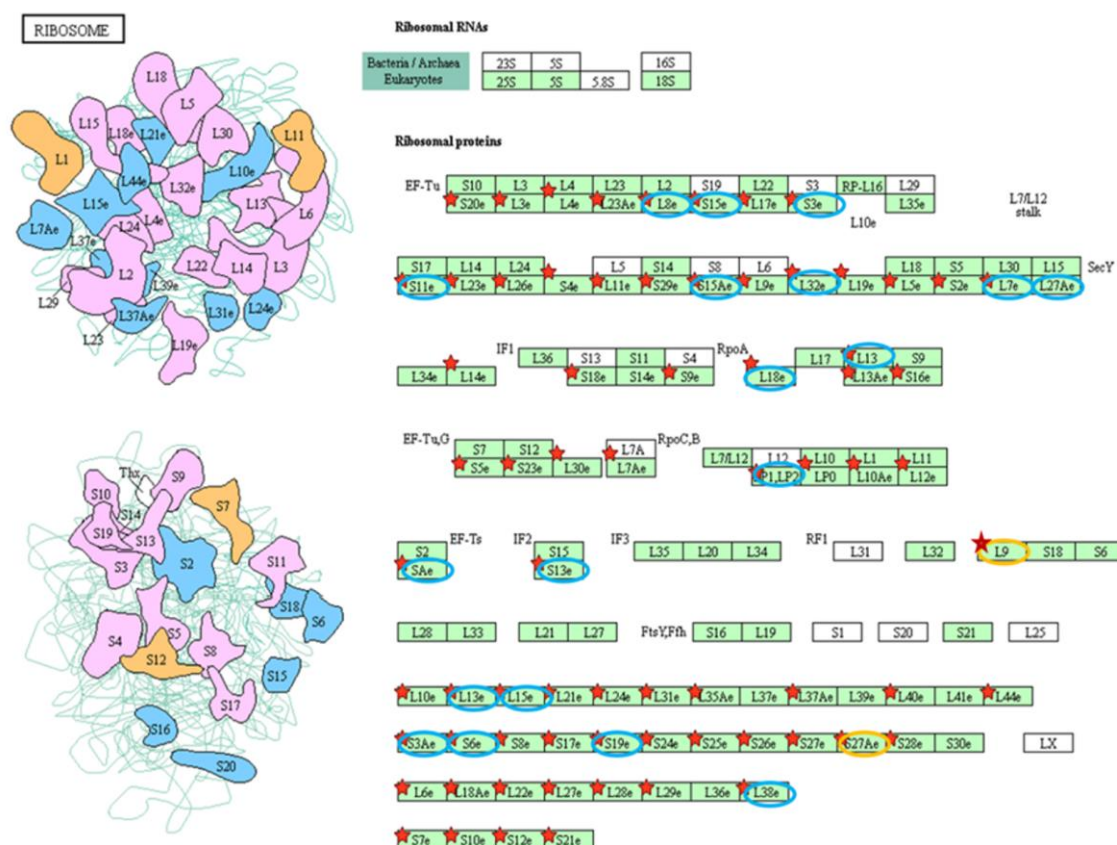 RIBOSOME
L18
L5
L15
L18e
L21e
L30
L11
L1
L44e
L32e
L10e
L15e
L13
L6
L7Ae
L24
L4e
L37e
L2
L22
L14
L3
L39e
L29
L37Ae
L31e
L24e
L23
L19e
Thx
S9
S10
S14
S7
S19
S13
S3
S2
S11
S18
S6
S4
S5
S8
S12
S15
S17
S16
S20
Ribosomal RNAs
Bacteria / Archaea 23S 5S 16S
Eukaryotes 25S 5S 5.8S 18S
Ribosomal proteins
EF-Tu S10 L3 L4 L23 L2 S19 L22 S3 RP-L16 L29
S20e L3e L4e L23Ae L8e S15e L17e S3e L35e
L10e
L7/L12
stalk
S17 L14 L24 L5 S14 S8 L6 L18 S5 L30 L15 SecY
S11e L23e L26e S4e L11e S29e S15Ae L9e L32e L19e L5e S2e L7e L27Ae
IF1 L36 S13 S11 S4 RpoA L17 L13 S9
L34e L14e S18e S14e S9e L18e L13Ae S16e
EF-Tu,G S7 S12 L7A RpoC,B L7/L12 L12 L10 L1 L11
S5e S23e L30e L7Ae LP1,LP2 LP0 L10Ae L12e
S2 EF-Ts IF2 S15 IF3 L35 L20 L34 RF1 L31 L32 L9 S18 S6
SAe S13e
L28 L33 L21 L27 FtsY,Ffh S16 L19 S1 S20 S21 L25
L10e L13e L15e L21e L24e L31e L35Ae L37e L37Ae L39e L40e L41e L44e
S3Ae S6e S8e S17e S19e S24e S25e S26e S27e S27Ae S28e S30e LX
L6e L18Ae L22e L27e L28e L29e L36e L38e
S7e S10e S12e S21e